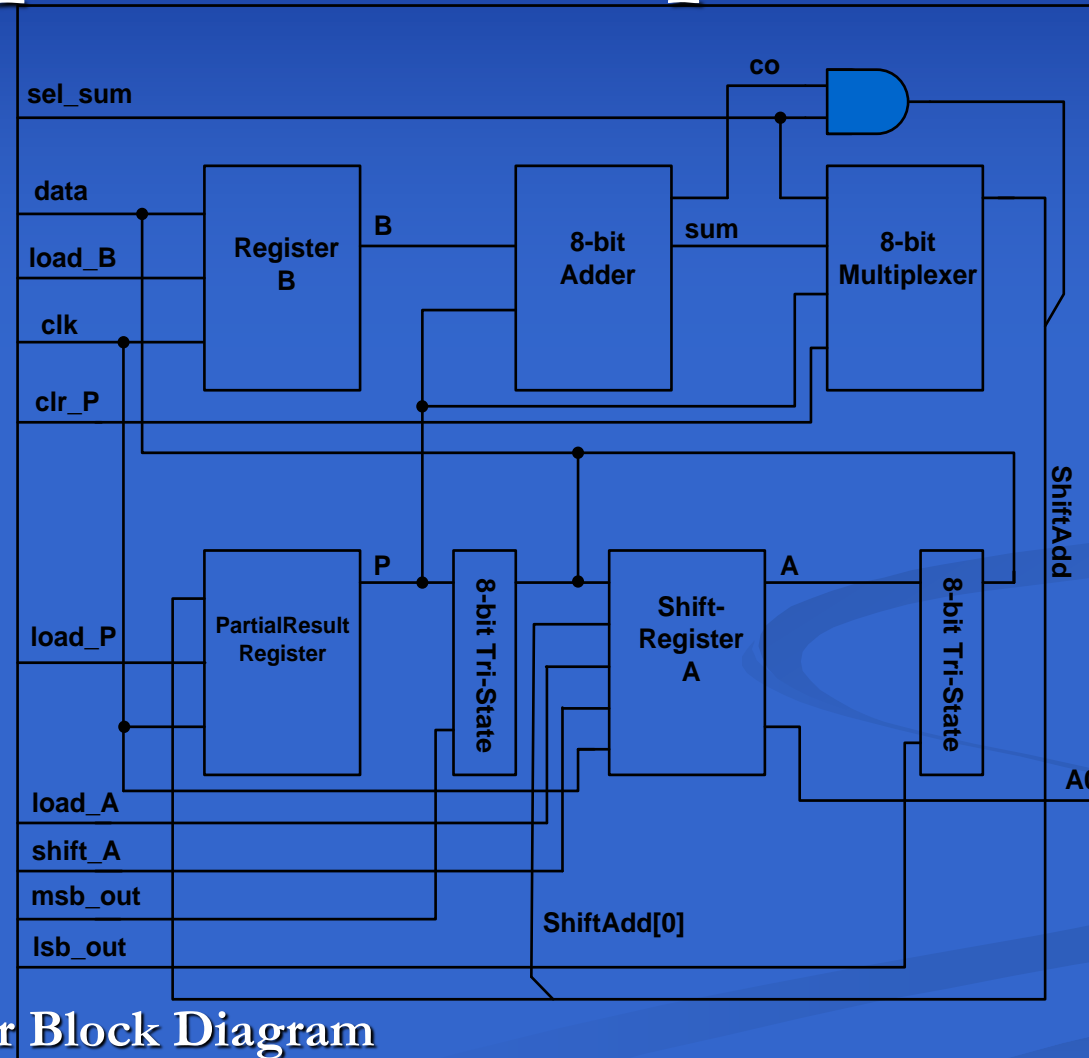 co
sel_sum
data
Register
B
B
8-bit
Adder
sum
8-bit
Multiplexer
load_B
clk
clr_P
ShiftAdd
P
PartialResult
Register
8-bit Tri-State
Shift-
Register
A
A
8-bit Tri-State
load_P
load_A
shift_A
msb_out
lsb_out
ShiftAdd[0]
Block Diagram